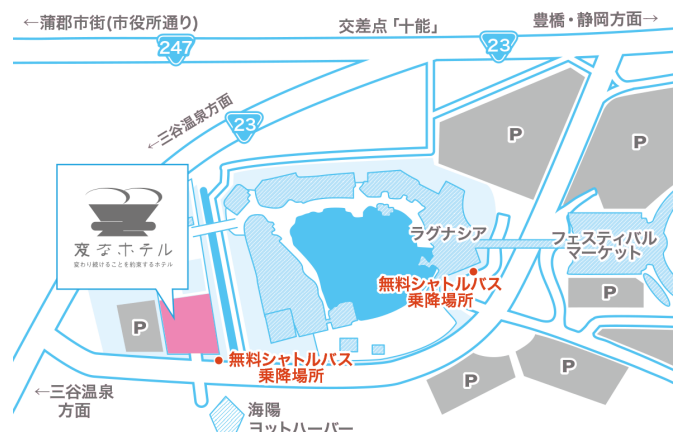 ←蒲郡市街(市役所通り)
交差点 「十能」
豊橋・静岡方面→
247
23
←三谷温泉方面
23
P
P
変なホテル
変わり続けることを約束するホテル
ラグナシア
フェスティバル
マーケット
無料シャトルバス
乗降場所
P
P
無料シャトルバス
乗降場所
P
P
←三谷温泉
方面
海陽
ヨットハーバー